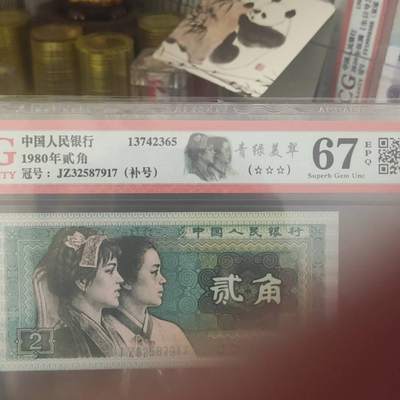 中国人民银行 13742365
1980年贰角
冠号：JZ32587917（补号）
青绿美翠
(☆☆☆)
67 EPQ
Superb Gem Unc
中国人民银行
贰角
2